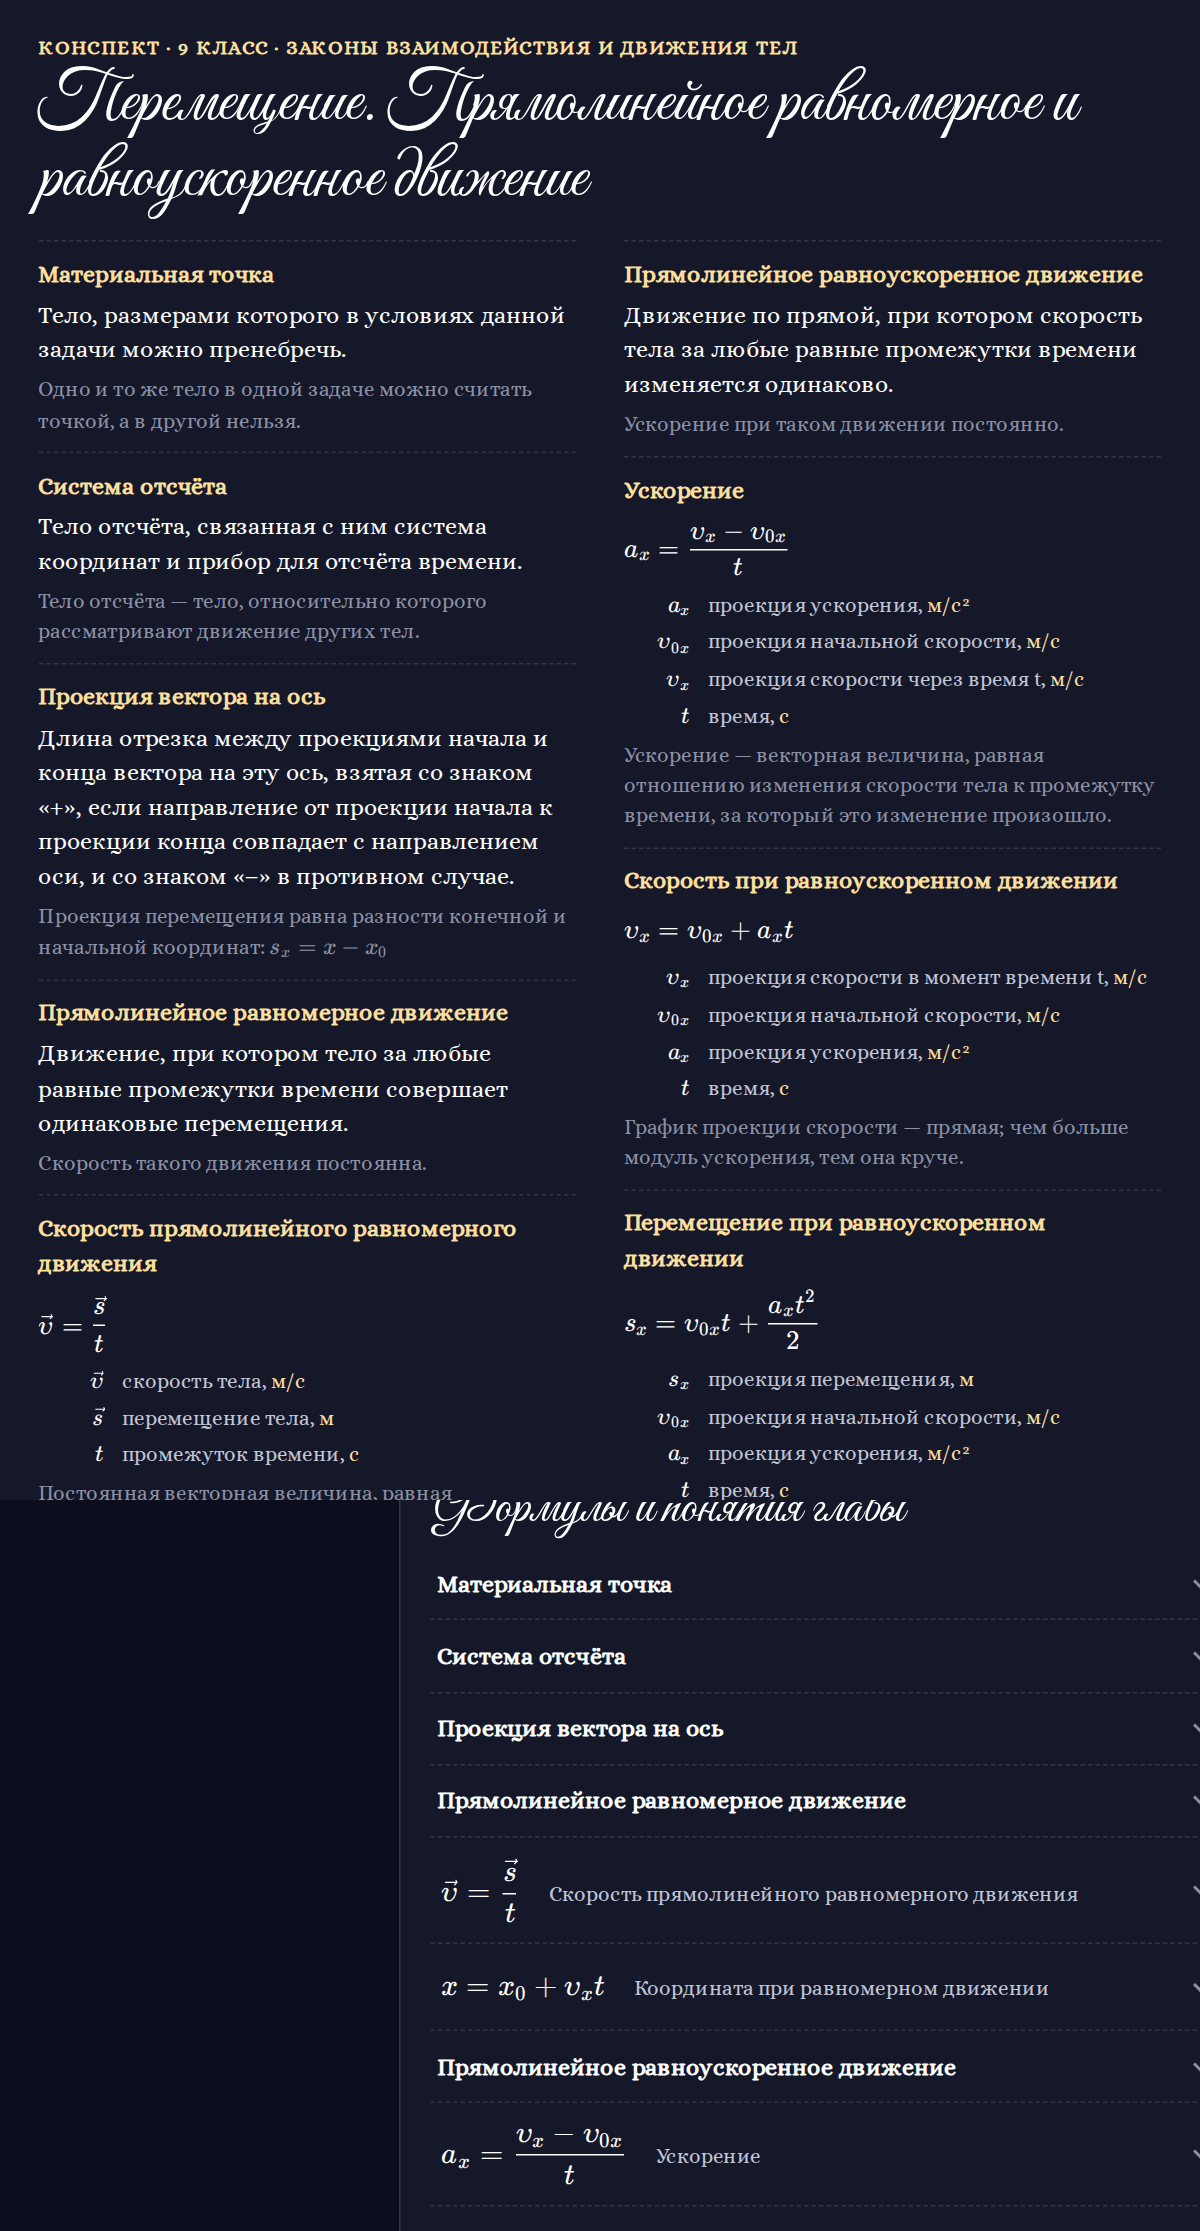 КОНСПЕКТ · 9 КЛАСС · ЗАКОНЫ ВЗАИМОДЕЙСТВИЯ И ДВИЖЕНИЯ ТЕЛ
Перемещение. Прямолинейное равномерное и
равноускоренное движение
Материальная точка
Тело, размерами которого в условиях данной
задачи можно пренебречь.
Одно и то же тело в одной задаче можно считать
точкой, а в другой нельзя.
Система отсчёта
Тело отсчёта, связанная с ним система
координат и прибор для отсчёта времени.
Тело отсчёта — тело, относительно которого
рассматривают движение других тел.
Проекция вектора на ось
Длина отрезка между проекциями начала и
конца вектора на эту ось, взятая со знаком
«+», если направление от проекции начала к
проекции конца совпадает с направлением
оси, и со знаком «−» в противном случае.
Проекция перемещения равна разности конечной и
начальной координат: sₓ = x − x₀
Прямолинейное равномерное движение
Движение, при котором тело за любые
равные промежутки времени совершает
одинаковые перемещения.
Скорость такого движения постоянна.
Скорость прямолинейного равномерного
движения
v⃗ = s⃗/t
v⃗ скорость тела, м/с
s⃗ перемещение тела, м
t промежуток времени, с
Постоянная векторная величина, равная
Прямолинейное равноускоренное движение
Движение по прямой, при котором скорость
тела за любые равные промежутки времени
изменяется одинаково.
Ускорение при таком движении постоянно.
Ускорение
aₓ = (vₓ − v₀ₓ)/t
aₓ проекция ускорения, м/с²
v₀ₓ проекция начальной скорости, м/с
vₓ проекция скорости через время t, м/с
t время, с
Ускорение — векторная величина, равная
отношению изменения скорости тела к промежутку
времени, за который это изменение произошло.
Скорость при равноускоренном движении
vₓ = v₀ₓ + aₓt
vₓ проекция скорости в момент времени t, м/с
v₀ₓ проекция начальной скорости, м/с
aₓ проекция ускорения, м/с²
t время, с
График проекции скорости — прямая; чем больше
модуль ускорения, тем она круче.
Перемещение при равноускоренном
движении
sₓ = v₀ₓt + aₓt²/2
sₓ проекция перемещения, м
v₀ₓ проекция начальной скорости, м/с
aₓ проекция ускорения, м/с²
t время, с
Формулы и понятия главы
Материальная точка
Система отсчёта
Проекция вектора на ось
Прямолинейное равномерное движение
v⃗ = s⃗/t Скорость прямолинейного равномерного движения
x = x₀ + vₓt Координата при равномерном движении
Прямолинейное равноускоренное движение
aₓ = (vₓ − v₀ₓ)/t Ускорение